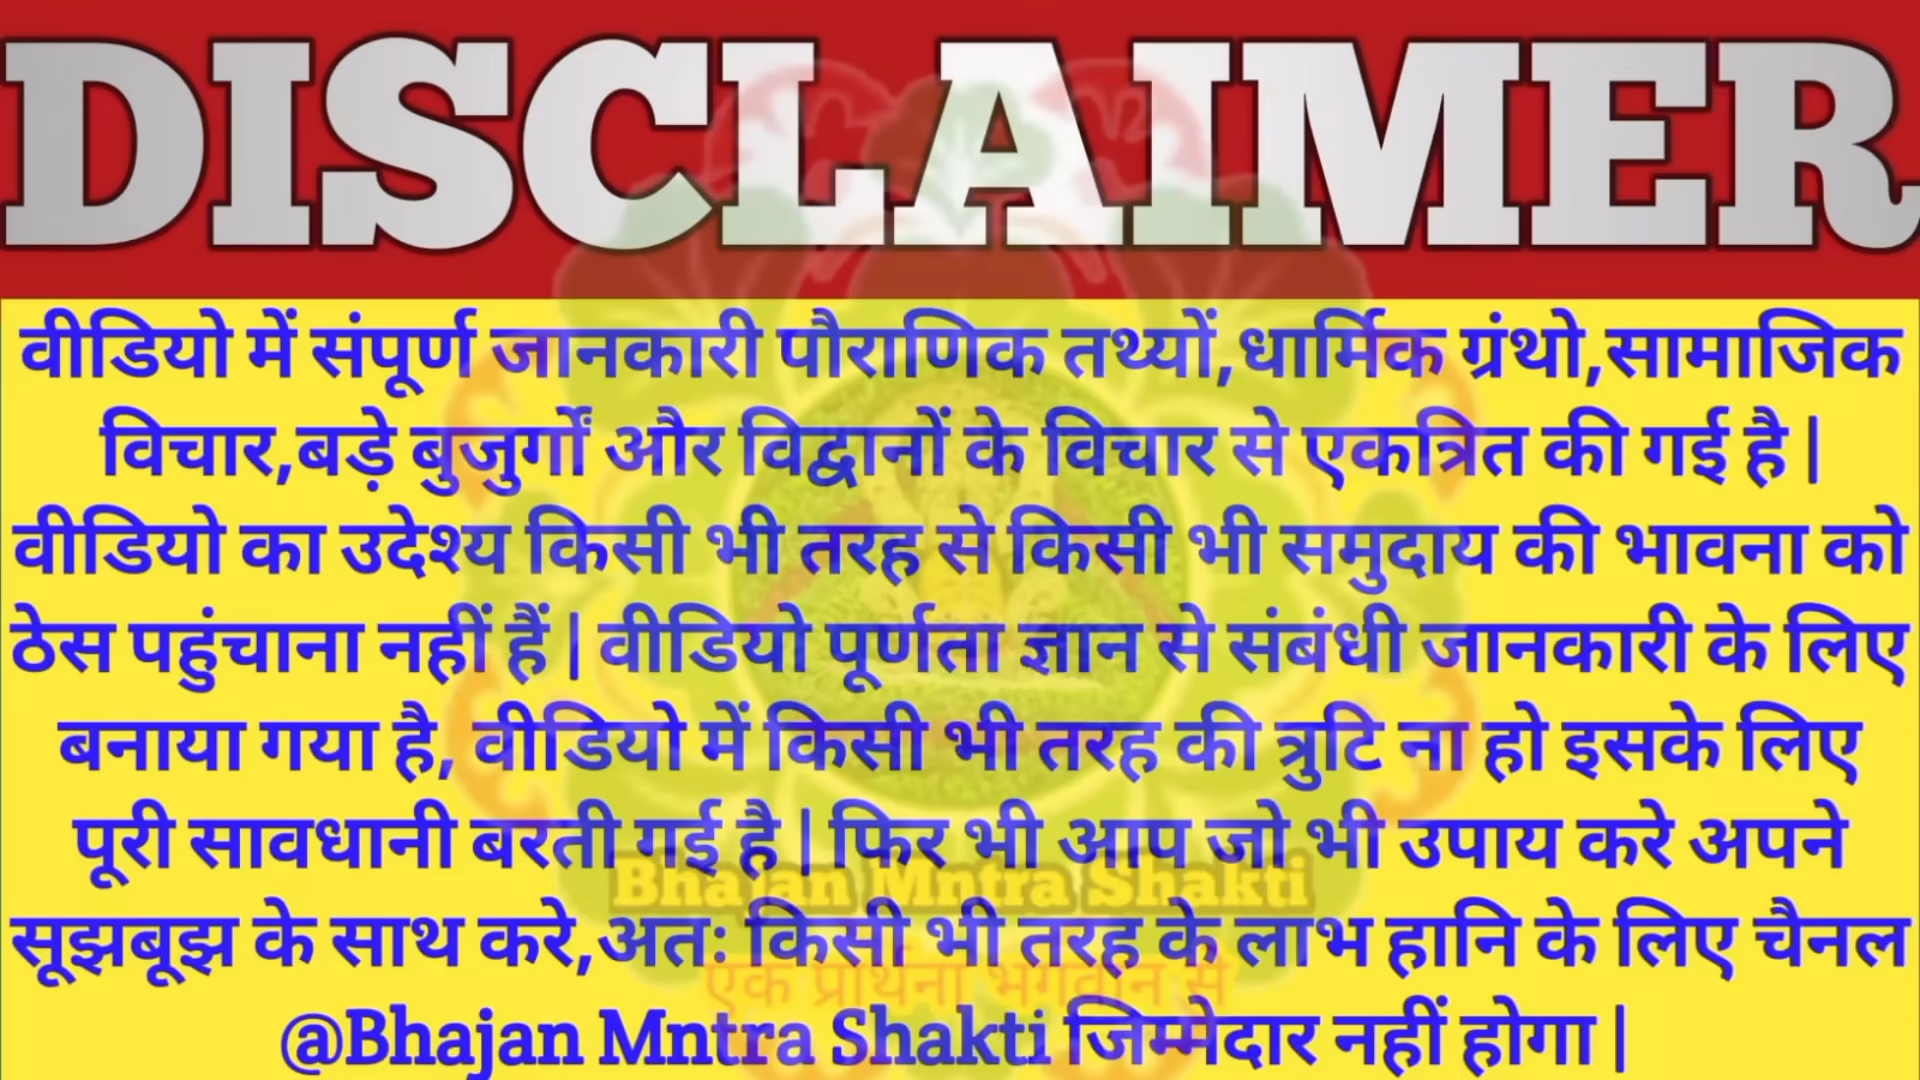 DISCLAIMER
वीडियो में संपूर्ण जानकारी पौराणिक तथ्यों,धार्मिक ग्रंथो,सामाजिक
विचार,बड़े बुजुर्गों और विद्वानों के विचार से एकत्रित की गई है |
वीडियो का उदेश्य किसी भी तरह से किसी भी समुदाय की भावना को
ठेस पहुंचाना नहीं हैं | वीडियो पूर्णता ज्ञान से संबंधी जानकारी के लिए
बनाया गया है, वीडियो में किसी भी तरह की त्रुटि ना हो इसके लिए
पूरी सावधानी बरती गई है | फिर भी आप जो भी उपाय करे अपने
Bhajan Mntra Shakti
सूझबूझ के साथ करे,अतः किसी भी तरह के लाभ हानि के लिए चैनल
एक प्रार्थना भगवान से
@Bhajan Mntra Shakti जिम्मेदार नहीं होगा |